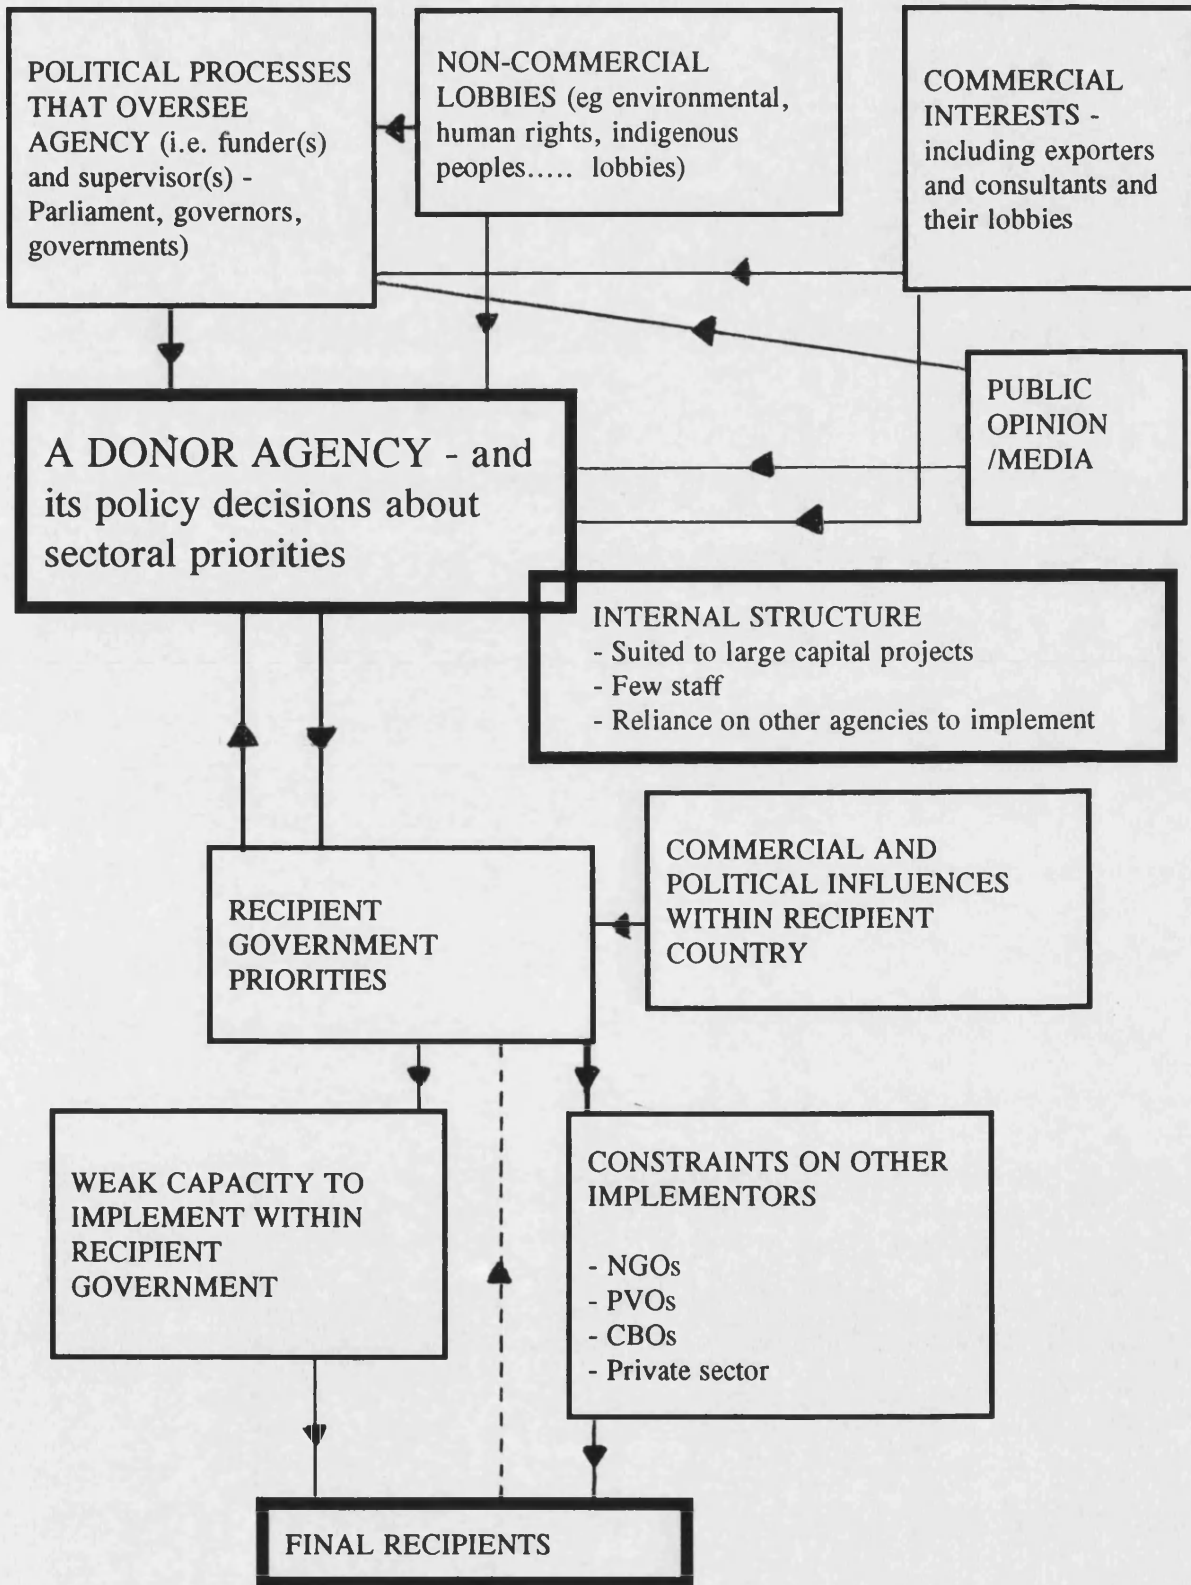 POLITICAL PROCESSES
THAT OVERSEE
AGENCY (i.e. funder(s)
and supervisor(s) -
Parliament, governors,
governments)
NON-COMMERCIAL
LOBBIES (eg environmental,
human rights, indigenous
peoples..... lobbies)
COMMERCIAL
INTERESTS -
including exporters
and consultants and
their lobbies
PUBLIC
OPINION
/MEDIA
A DONOR AGENCY - and
its policy decisions about
sectoral priorities
INTERNAL STRUCTURE
- Suited to large capital projects
- Few staff
- Reliance on other agencies to implement
RECIPIENT
GOVERNMENT
PRIORITIES
COMMERCIAL AND
POLITICAL INFLUENCES
WITHIN RECIPIENT
COUNTRY
WEAK CAPACITY TO
IMPLEMENT WITHIN
RECIPIENT
GOVERNMENT
CONSTRAINTS ON OTHER
IMPLEMENTORS
- NGOs
- PVOs
- CBOs
- Private sector
FINAL RECIPIENTS